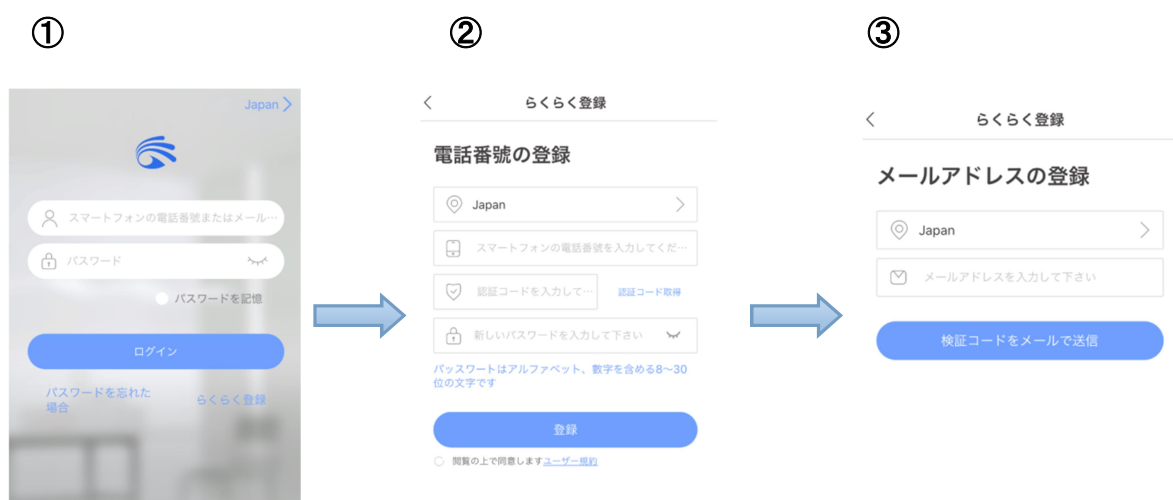 ①
Japan
スマートフォンの電話番號またはメール…
パスワード
パスワードを記憶
ログイン
パスワードを忘れた
場合
らくらく登録
②
らくらく登録
電話番號の登録
Japan
スマートフォンの電話番號を入力してくだ…
認証コードを入力して…
認証コード取得
新しいパスワードを入力して下さい
パッスワートはアルファベット、数字を含める8〜30
位の文字です
登録
閲覧の上で同意しますユーザー規約
③
らくらく登録
メールアドレスの登録
Japan
メールアドレスを入力して下さい
検証コードをメールで送信